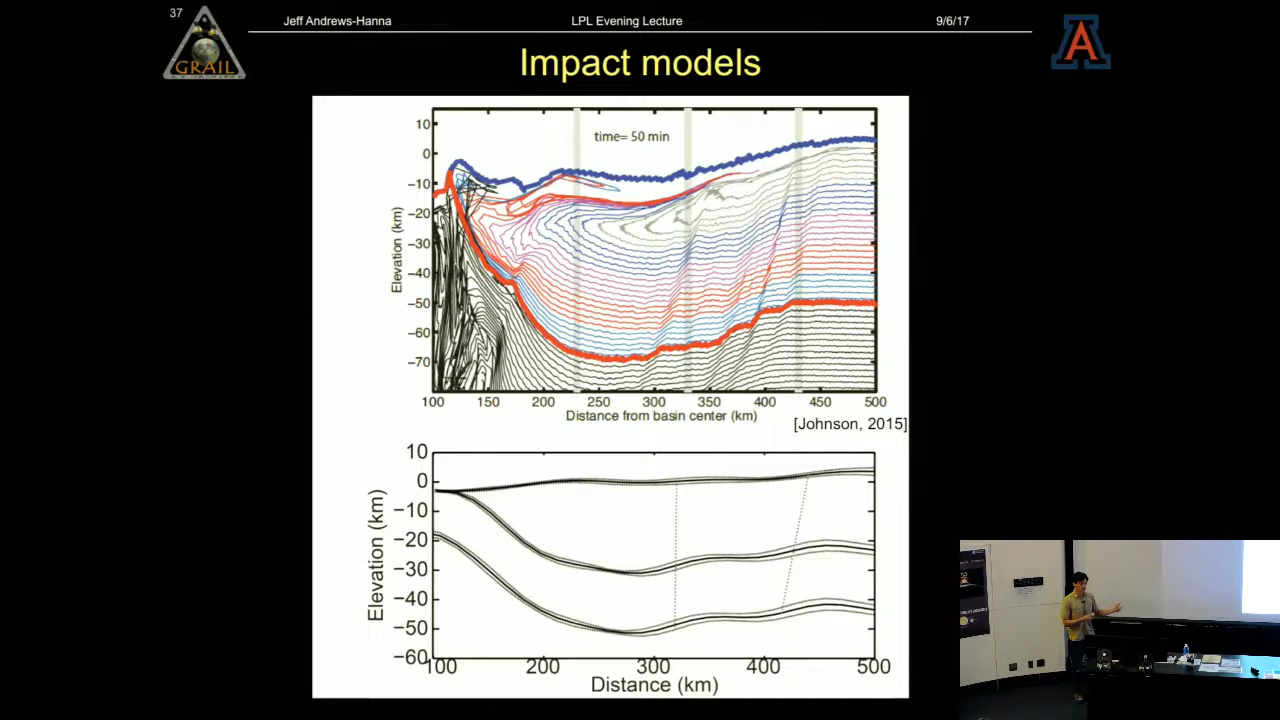 37
Jeff Andrews-Hanna
LPL Evening Lecture
9/6/17
GRAIL
A
Impact models
time= 50 min
10
0
−10
−20
−30
−40
−50
−60
−70
Elevation (km)
100 150 200 250 300 350 400 450 500
Distance from basin center (km)
[Johnson, 2015]
10
0
−10
−20
−30
−40
−50
−60
Elevation (km)
100 200 300 400 500
Distance (km)